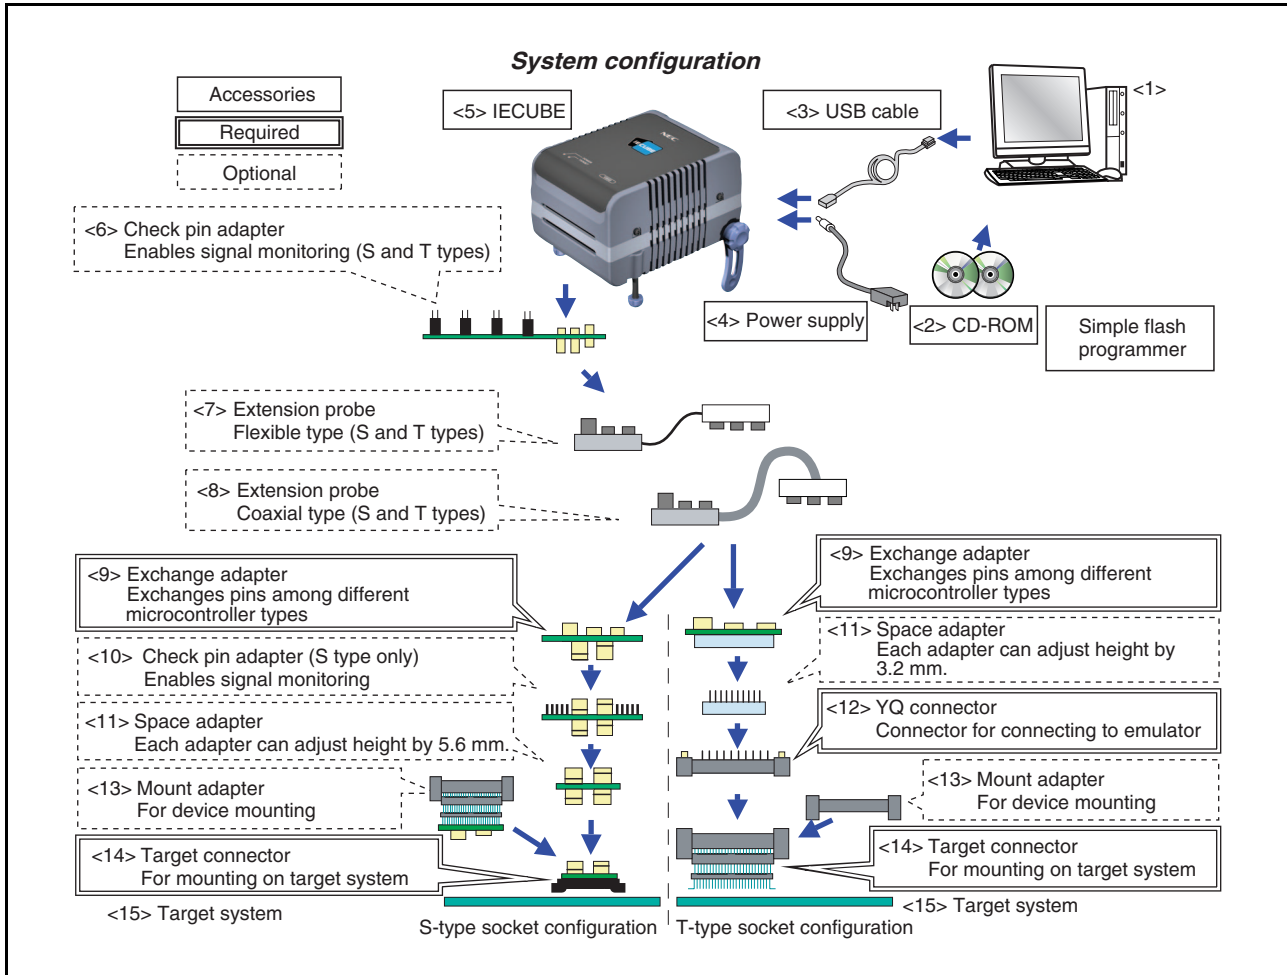 System configuration
Accessories
Required
Optional
<5> IECUBE
<3> USB cable
<1>
NEC
<6> Check pin adapter
Enables signal monitoring (S and T types)
<4> Power supply
<2> CD-ROM
Simple flash
programmer
<7> Extension probe
Flexible type (S and T types)
<8> Extension probe
Coaxial type (S and T types)
<9> Exchange adapter
Exchanges pins among different
microcontroller types
<10> Check pin adapter (S type only)
Enables signal monitoring
<11> Space adapter
Each adapter can adjust height by 5.6 mm.
<13> Mount adapter
For device mounting
<14> Target connector
For mounting on target system
<15> Target system
S-type socket configuration
<9> Exchange adapter
Exchanges pins among different
microcontroller types
<11> Space adapter
Each adapter can adjust height by
3.2 mm.
<12> YQ connector
Connector for connecting to emulator
<13> Mount adapter
For device mounting
<14> Target connector
For mounting on target system
<15> Target system
T-type socket configuration